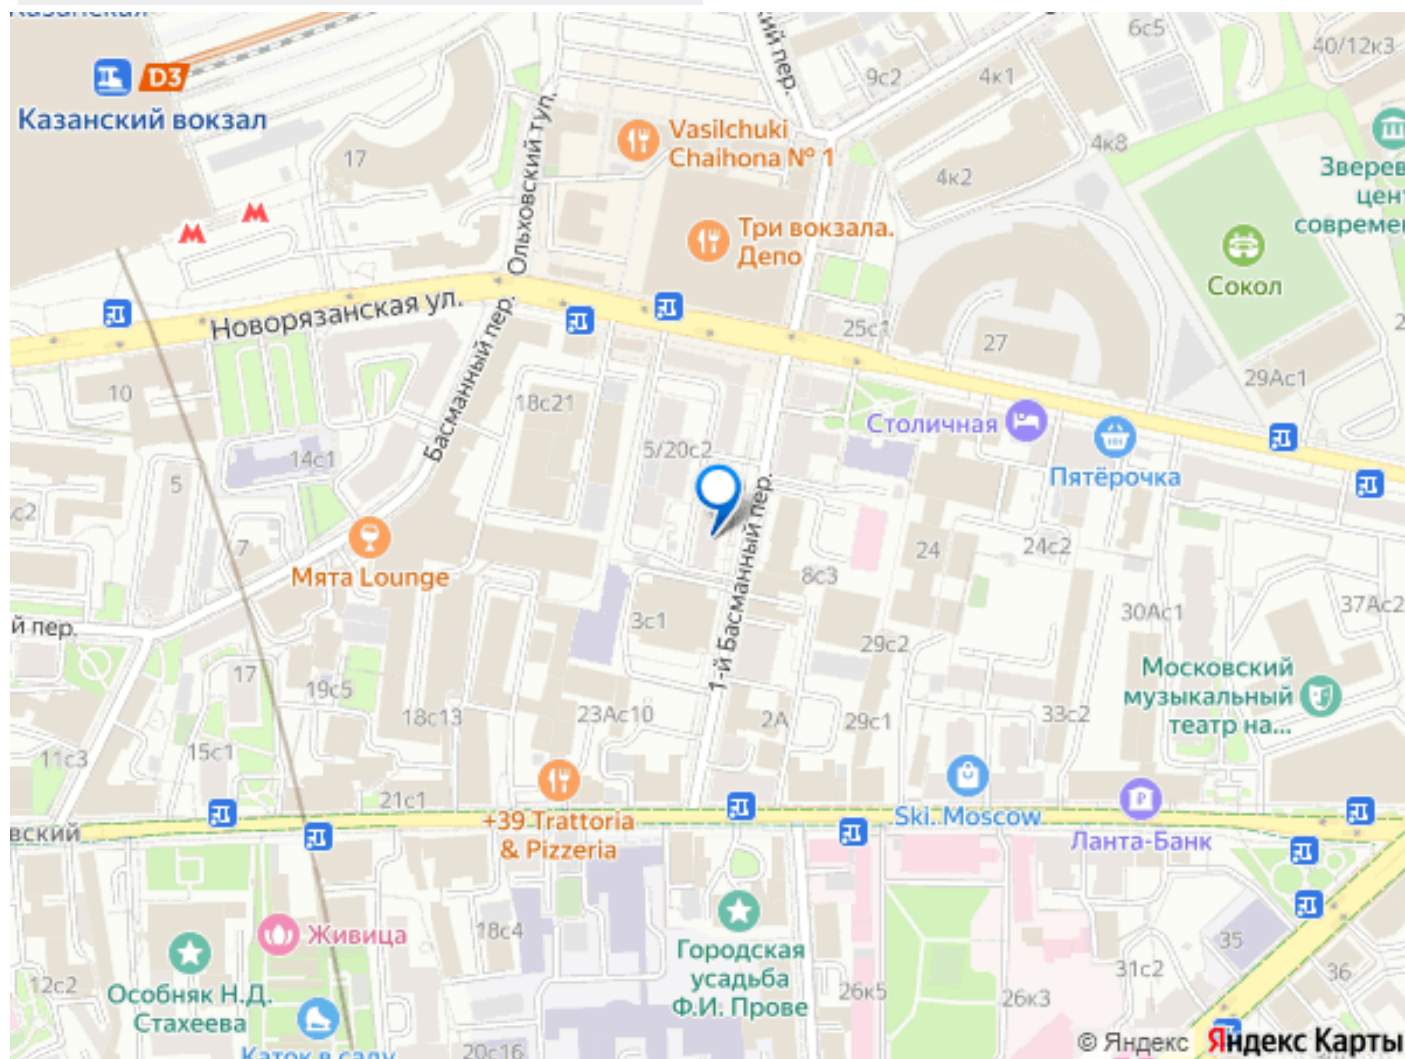 Казанская
D3
Казанский вокзал
17
Ольховский туп.
Vasilchuki
Chaihona № 1
Три вокзала.
Депо
9с2
4к1
6с5
40/12к3
4к8
4к2
Сокол
Новорязанская ул.
25с1
27
29Ас1
10
Басманный пер.
18с21
14с1
5/20с2
Столичная
Пятёрочка
5
7
Мята Lounge
1-й Басманный пер.
8с3
24
24с2
30Ас1
37Ас2
3с1
29с2
й пер.
17
19с5
18с13
23Ас10
2А
29с1
33с2
Московский
музыкальный
театр на...
11с3
15с1
21с1
+39 Trattoria
& Pizzeria
Ski. Moscow
Ланта-Банк
вский
Живица
18с4
Городская
усадьба
Ф.И. Прове
Особняк Н.Д.
Стахеева
12с2
26к5
26к3
31с2
35
36
Каток в саду
20с16
© Яндекс Яндекс Карты